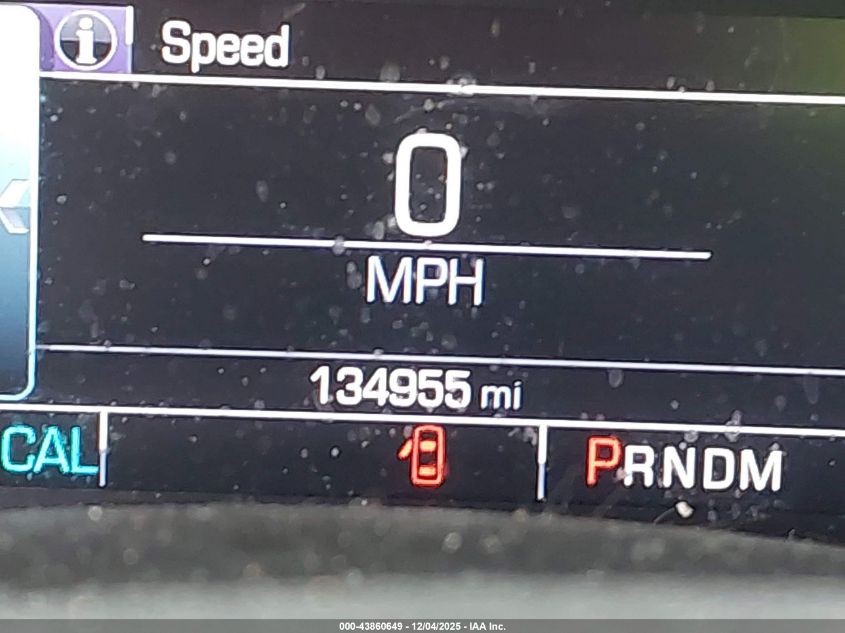 i Speed
0
MPH
134955 mi
CAL PRNDM
000-43860649 - 12/04/2025 - IAA Inc.